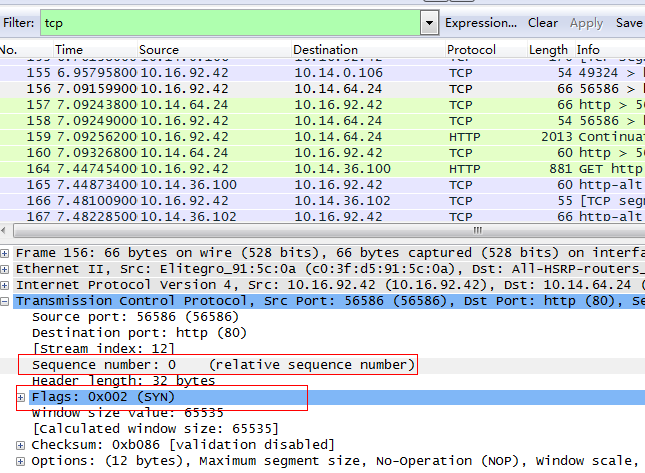 Filter: tcp Expression... Clear Apply Save
No. Time Source Destination Protocol Length Info
155 6.95795800 10.16.92.42 10.14.0.106 TCP 54 49324 >
156 7.09159900 10.16.92.42 10.14.64.24 TCP 66 56586 >
157 7.09243800 10.14.64.24 10.16.92.42 TCP 66 http > 56
158 7.09249000 10.16.92.42 10.14.64.24 TCP 54 56586 >
159 7.09256200 10.16.92.42 10.14.64.24 HTTP 2013 Continuat
160 7.09326800 10.14.64.24 10.16.92.42 TCP 60 http > 56
164 7.44745400 10.16.92.42 10.14.36.100 HTTP 881 GET http
165 7.44873400 10.14.36.100 10.16.92.42 TCP 60 http-alt
166 7.48100900 10.16.92.42 10.14.36.102 TCP 55 [TCP seg
167 7.48228500 10.14.36.102 10.16.92.42 TCP 66 http-alt
Frame 156: 66 bytes on wire (528 bits), 66 bytes captured (528 bits) on interfa
Ethernet II, Src: Elitegro_91:5c:0a (c0:3f:d5:91:5c:0a), Dst: All-HSRP-routers_
Internet Protocol Version 4, Src: 10.16.92.42 (10.16.92.42), Dst: 10.14.64.24 (
Transmission Control Protocol, Src Port: 56586 (56586), Dst Port: http (80), Se
Source port: 56586 (56586)
Destination port: http (80)
[Stream index: 12]
Sequence number: 0 (relative sequence number)
Header length: 32 bytes
Flags: 0x002 (SYN)
Window size value: 65535
[Calculated window size: 65535]
Checksum: 0xb086 [validation disabled]
Options: (12 bytes), Maximum segment size, No-Operation (NOP), Window scale,